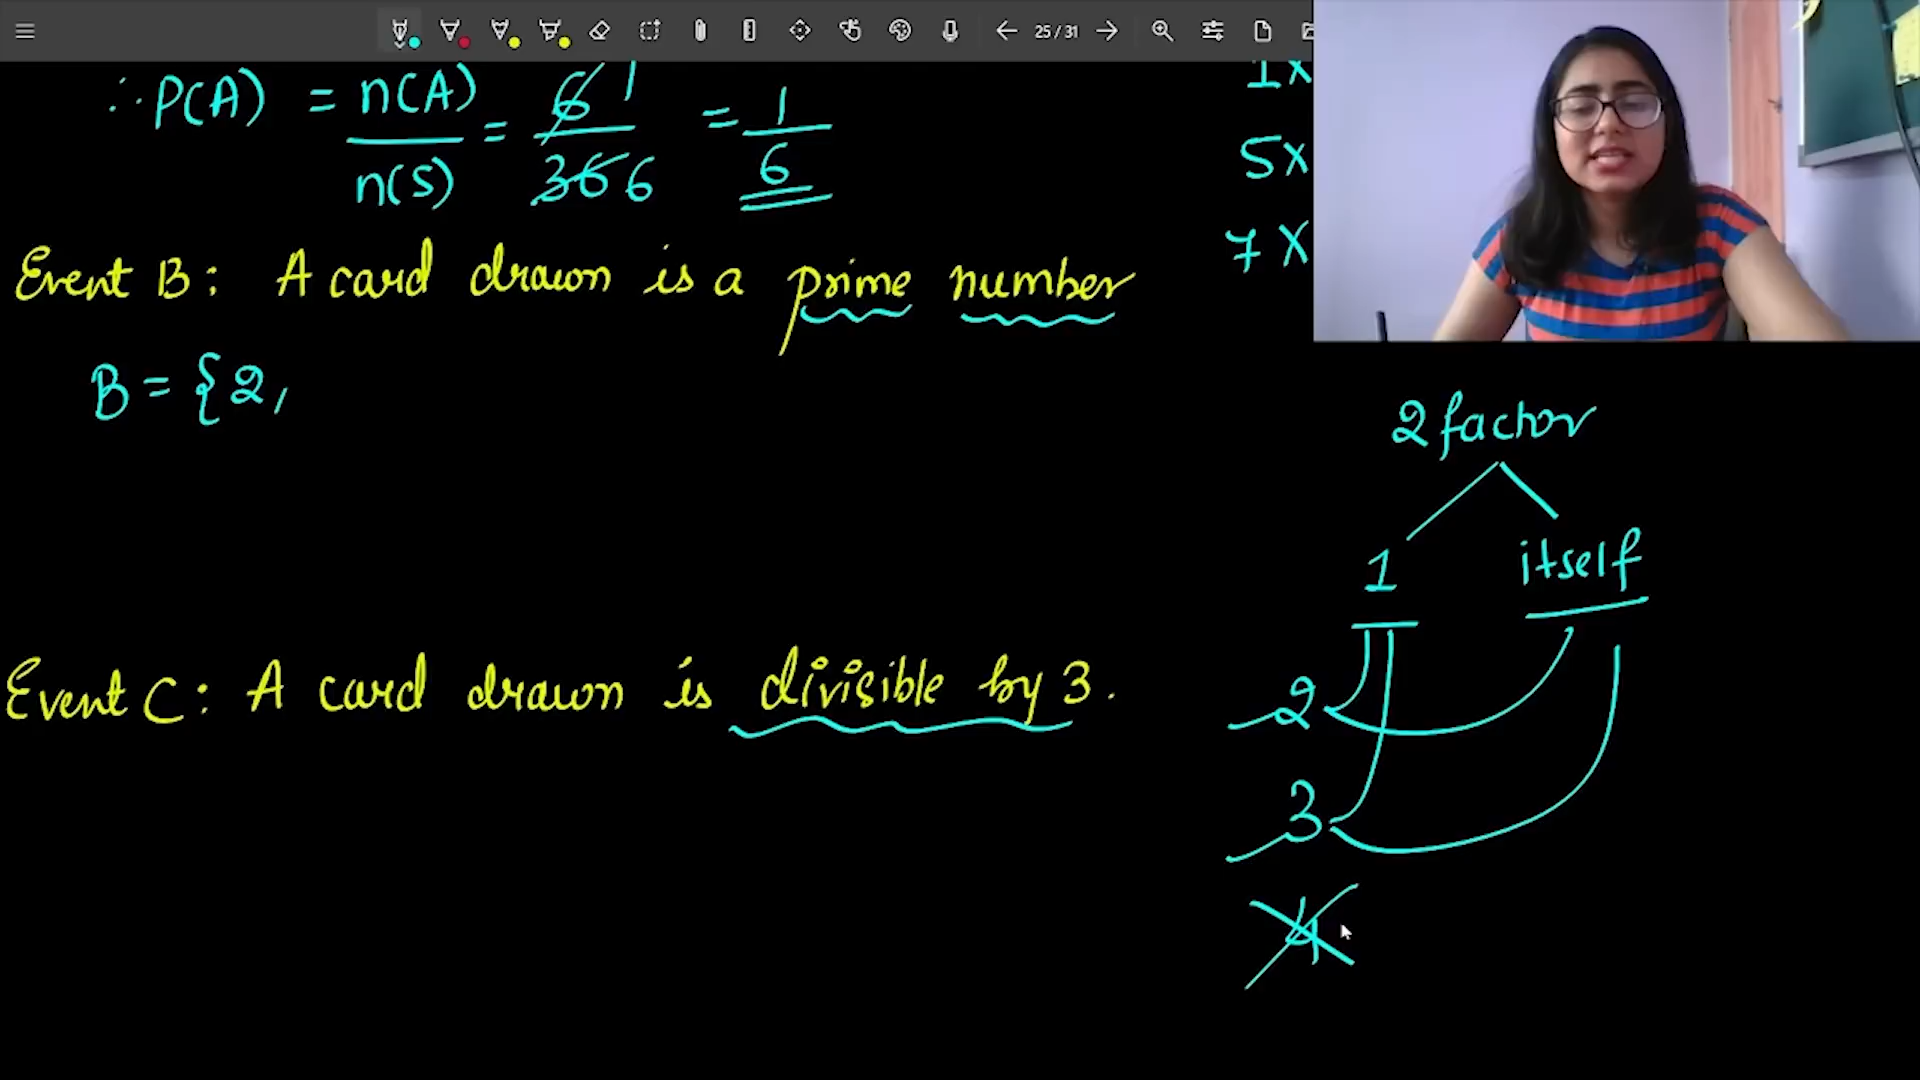 25 / 31
∴ P(A) = n(A)/n(S) = 6 1/36 6 = 1/6
1x
5x
7x
Event B: A card drawn is a prime number
B = {2,
2 factor
1 itself
Event C: A card drawn is divisible by 3.
2
3
4